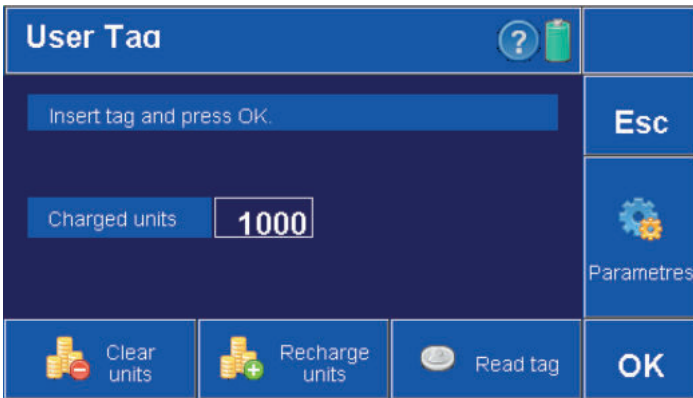 User Tag
?
Insert tag and press OK.
Esc
Charged units
1000
Parametres
Clear
units
Recharge
units
Read tag
OK